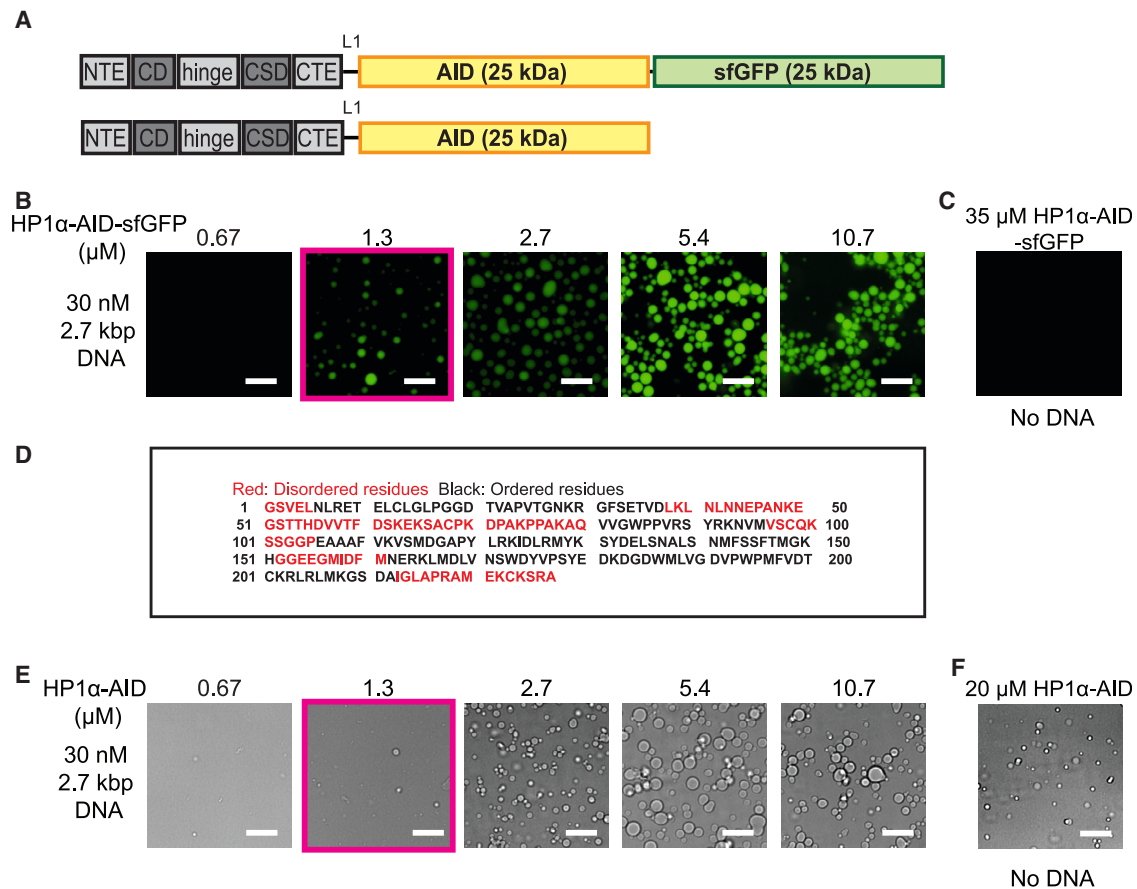 A
L1
NTE CD hinge CSD CTE AID (25 kDa) sfGFP (25 kDa)
L1
NTE CD hinge CSD CTE AID (25 kDa)
B
HP1α-AID-sfGFP
(μM)
0.67 1.3 2.7 5.4 10.7
30 nM
2.7 kbp
DNA
C
35 μM HP1α-AID
-sfGFP
No DNA
D
Red: Disordered residues Black: Ordered residues
1 GSVELNLRET ELCLGLPGGD TVAPVTGNKR GFSETVDLKL NLNNEPANKE 50
51 GSTTHDVVTF DSKEKSACPK DPAKPPAKAQ VVGWPPVRS YRKNVMVSCQK 100
101 SSGGPEAAAF VKVSMDGAPY LRKIDLRMYK SYDELSNALS NMFSSFTMGK 150
151 HGGEEGMIDF MNERKLMDLV NSWDYVPSYE DKDGDWMLVG DVPWPMFVDT 200
201 CKRLRLMKGS DAIGLAPRAM EKCKSRA
E
HP1α-AID
(μM)
0.67 1.3 2.7 5.4 10.7
30 nM
2.7 kbp
DNA
F
20 μM HP1α-AID
No DNA